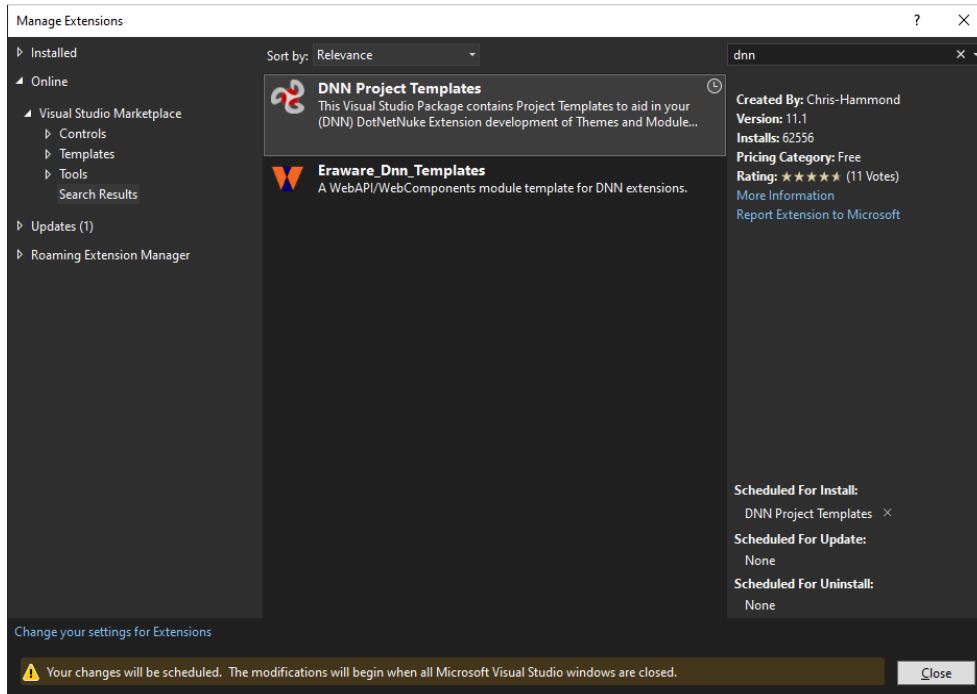 Manage Extensions
Installed
Online
Visual Studio Marketplace
Controls
Templates
Tools
Search Results
Updates (1)
Roaming Extension Manager
Sort by: Relevance
DNN Project Templates
This Visual Studio Package contains Project Templates to aid in your
(DNN) DotNetNuke Extension development of Themes and Module...
Eraware_Dnn_Templates
A WebAPI/WebComponents module template for DNN extensions.
dnn
Created By: Chris-Hammond
Version: 11.1
Installs: 62556
Pricing Category: Free
Rating: (11 Votes)
More Information
Report Extension to Microsoft
Scheduled For Install:
DNN Project Templates
Scheduled For Update:
None
Scheduled For Uninstall:
None
Change your settings for Extensions
Your changes will be scheduled. The modifications will begin when all Microsoft Visual Studio windows are closed.
Close